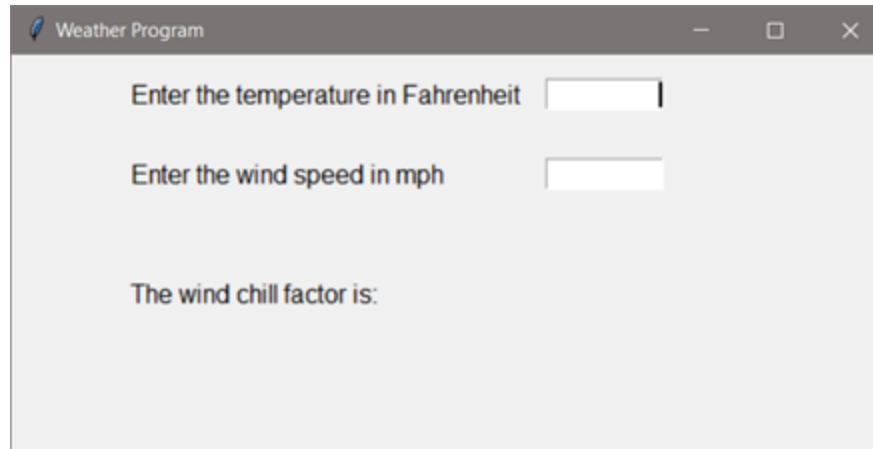 Weather Program
Enter the temperature in Fahrenheit
Enter the wind speed in mph
The wind chill factor is: